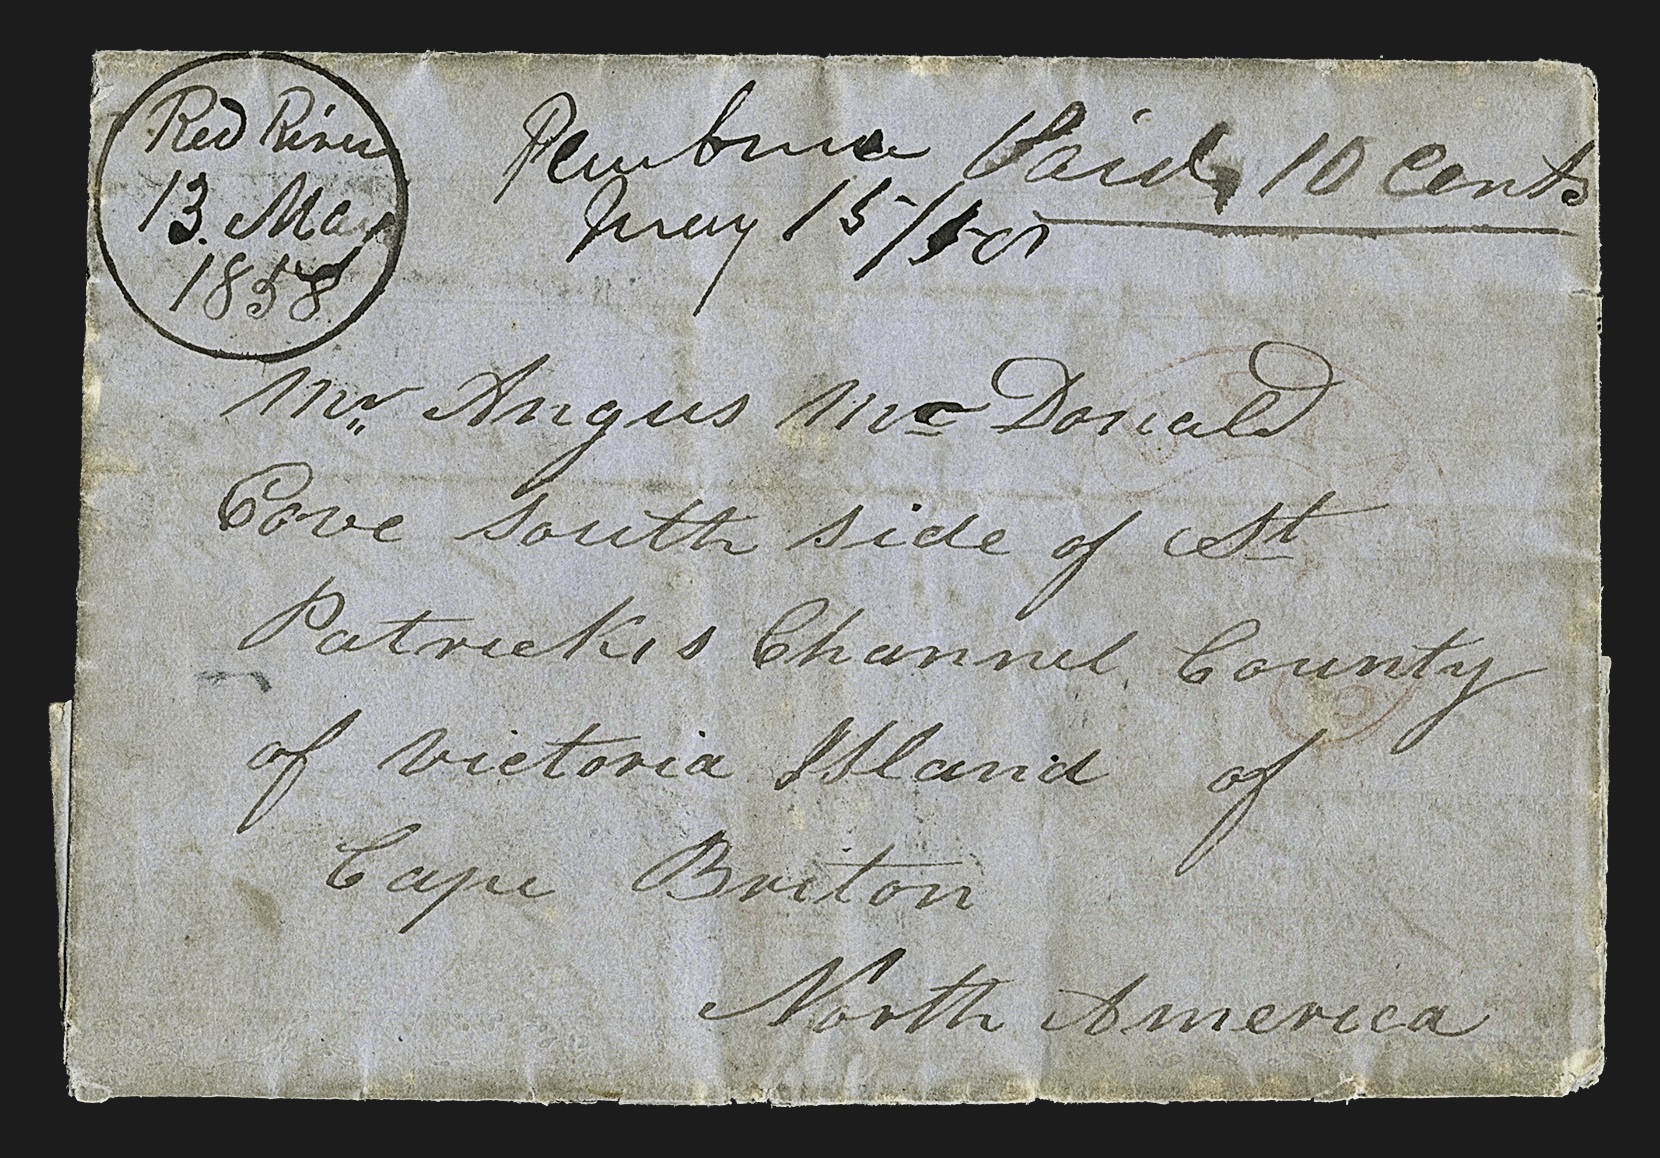 Red River
13. May
1858
Pembina Paid 10 Cents
May 15/58
Mr. Angus McDonald
Cove South side of St
Patrickis Channel County
of Victoria Island of
Cape Briton
North America